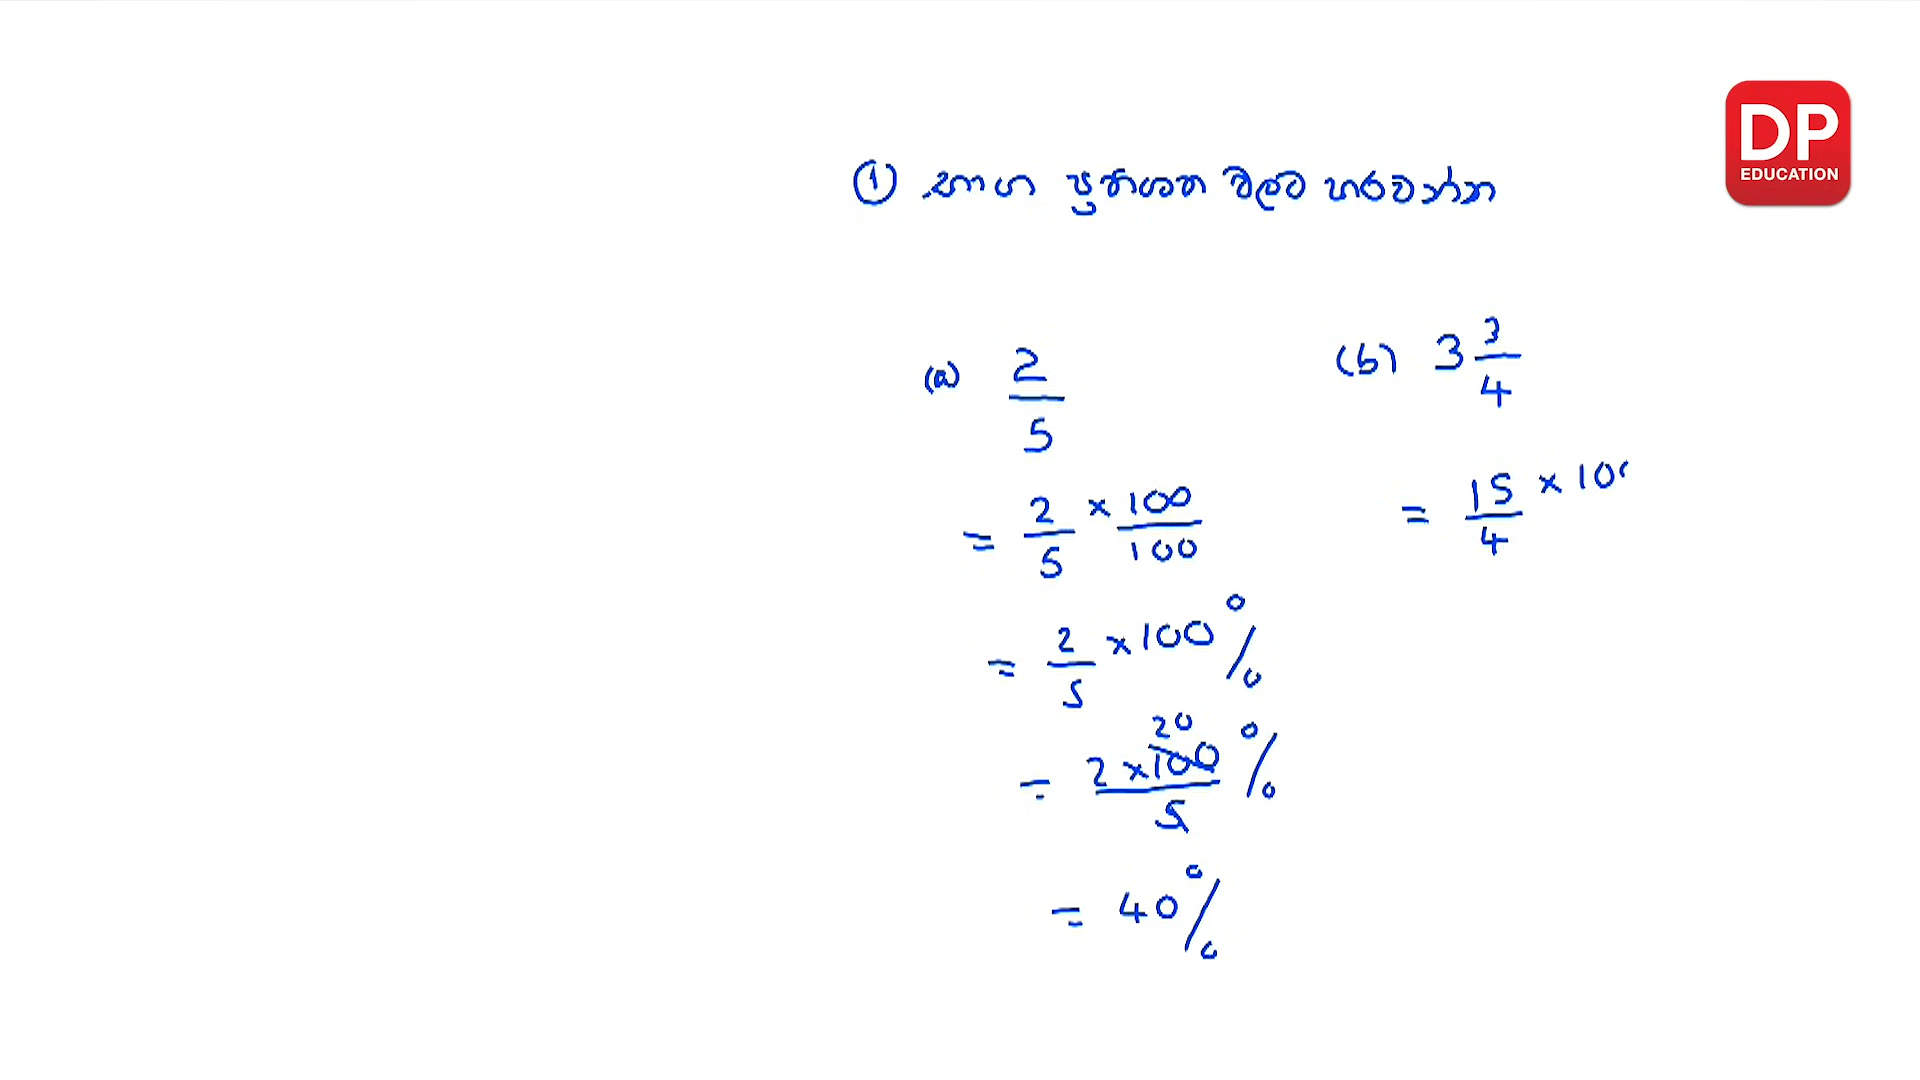 DP
EDUCATION
① භාග ප්‍රතිශත බවට හරවන්න
(a) 2/5
= 2/5 × 100/100
= 2/5 × 100%
= 2 × 100/5 % 20
= 40%
(b) 3 3/4
= 15/4 × 10